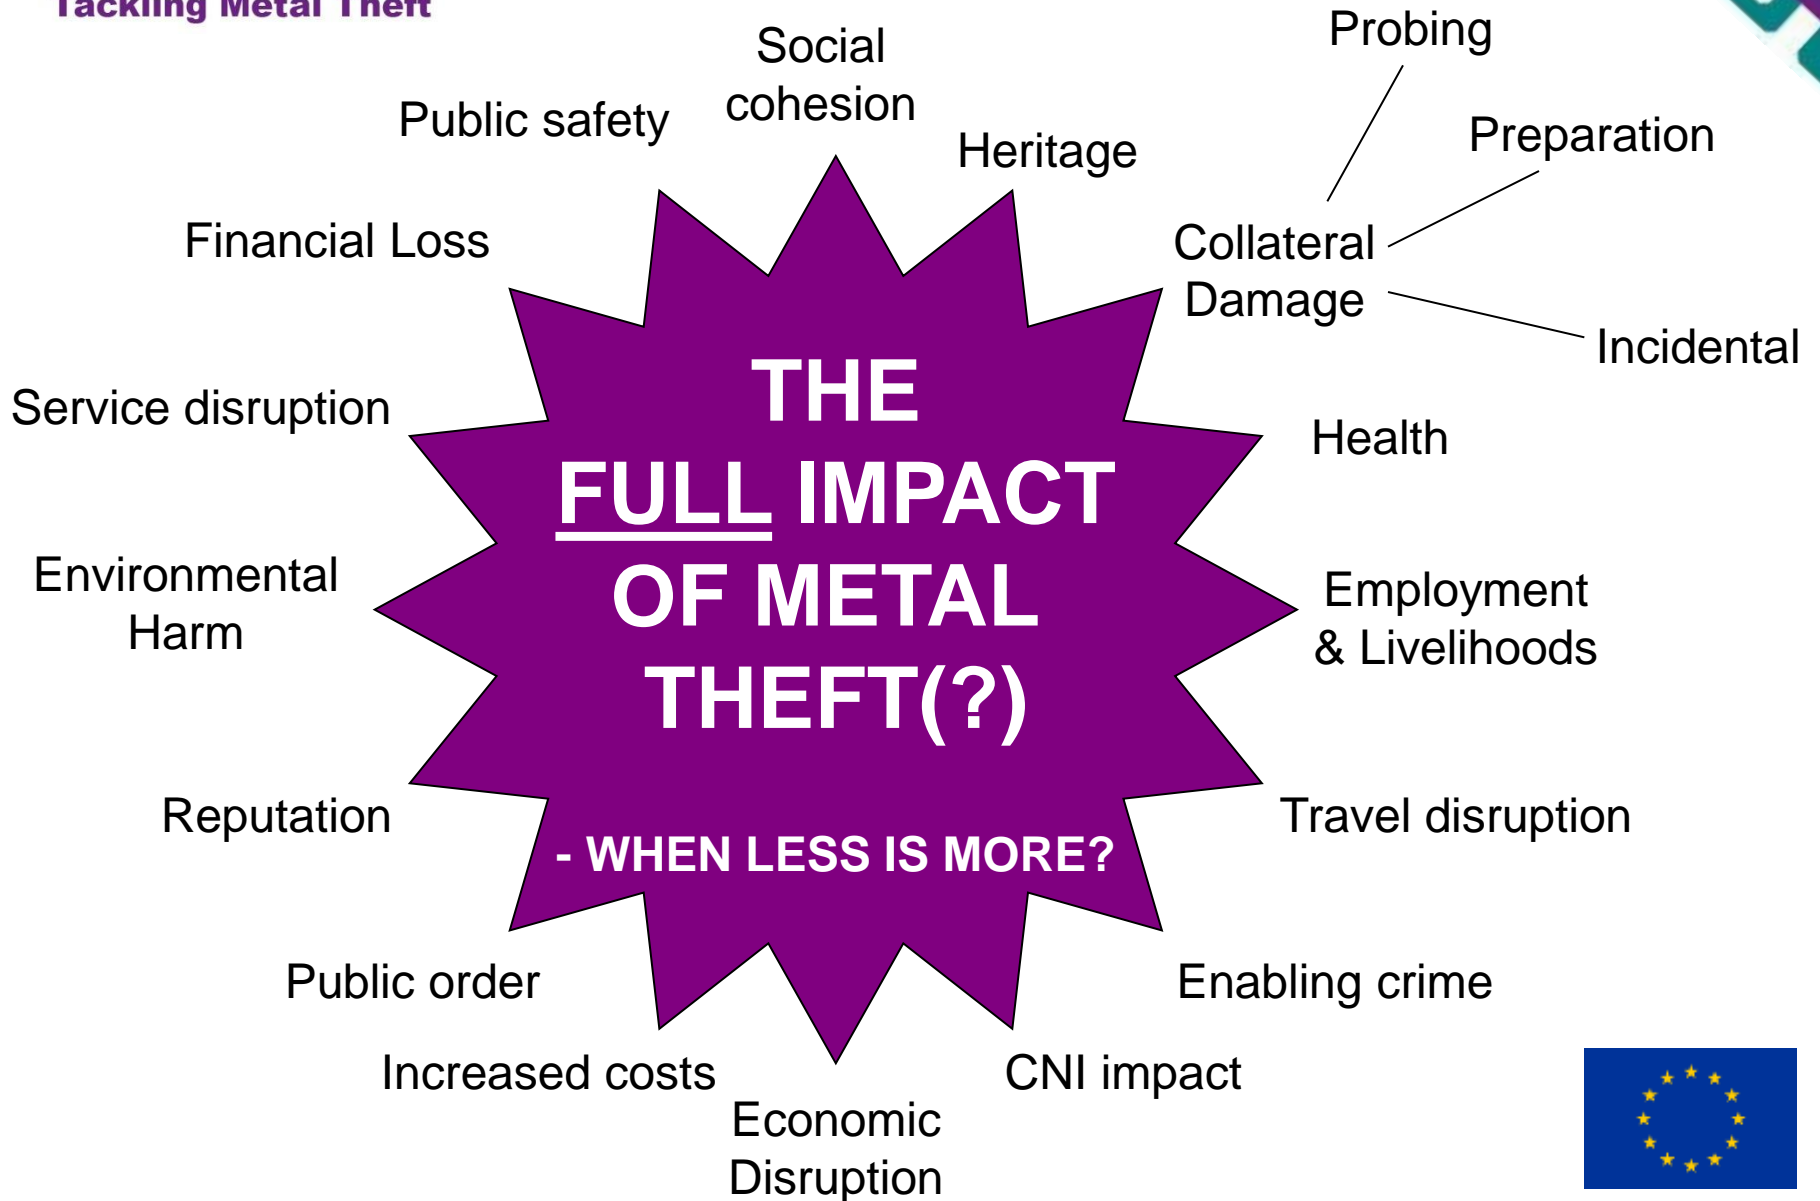 Tackling Metal Theft
Social
cohesion
Public safety
Heritage
Probing
Preparation
Collateral
Damage
Incidental
Financial Loss
Service disruption
Health
Environmental
Harm
Employment
& Livelihoods
Reputation
Travel disruption
Public order
Enabling crime
Increased costs
CNI impact
Economic
Disruption
THE
FULL IMPACT
OF METAL
THEFT(?)
- WHEN LESS IS MORE?